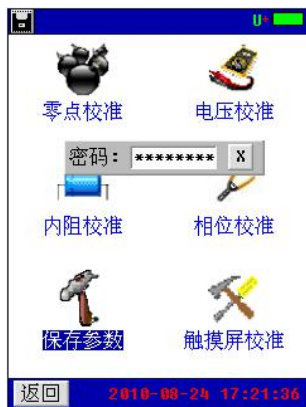 U+
零点校准 电压校准
密码: ******** X
内阻校准 相位校准
保存参数 触摸屏校准
返回 2010-08-24 17:21:36